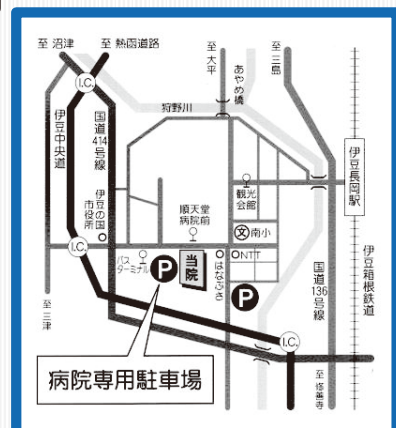 至 沼津
至 熱函道路
至 大平
あやめ橋
至 三島
I.C.
狩野川
伊豆中央道
国道414号線
伊豆の国
市役所
順天堂
病院前
観光
会館
伊豆長岡駅
文 南小
I.C.
バス
ターミナル
P
当院
はなぶさ
NTT
P
国道136号線
伊豆箱根鉄道
至 三津
I.C.
至 修善寺
病院専用駐車場